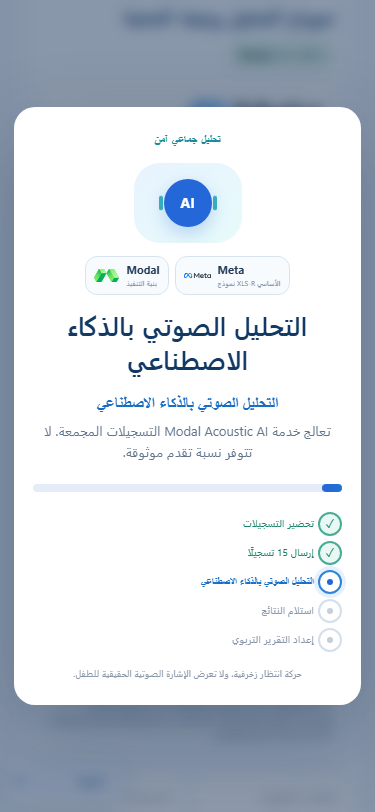 تحليل جماعي آمن
AI
Modal
بنية التنفيذ
Meta
Meta
نموذج XLS-R الأساسي
التحليل الصوتي بالذكاء
الاصطناعي
التحليل الصوتي بالذكاء الاصطناعي
تعالج خدمة Modal Acoustic AI التسجيلات المجمعة. لا
تتوفر نسبة تقدم موثوقة.
تحضير التسجيلات
إرسال 15 تسجيلًا
التحليل الصوتي بالذكاء الاصطناعي
استلام النتائج
إعداد التقرير التربوي
حركة انتظار زخرفية، ولا تعرض الإشارة الصوتية الحقيقية للطفل.